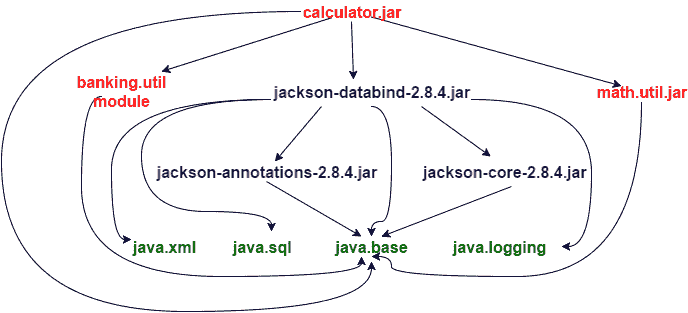 calculator.jar
banking.util
module
jackson-databind-2.8.4.jar
math.util.jar
jackson-annotations-2.8.4.jar
jackson-core-2.8.4.jar
java.xml
java.sql
java.base
java.logging